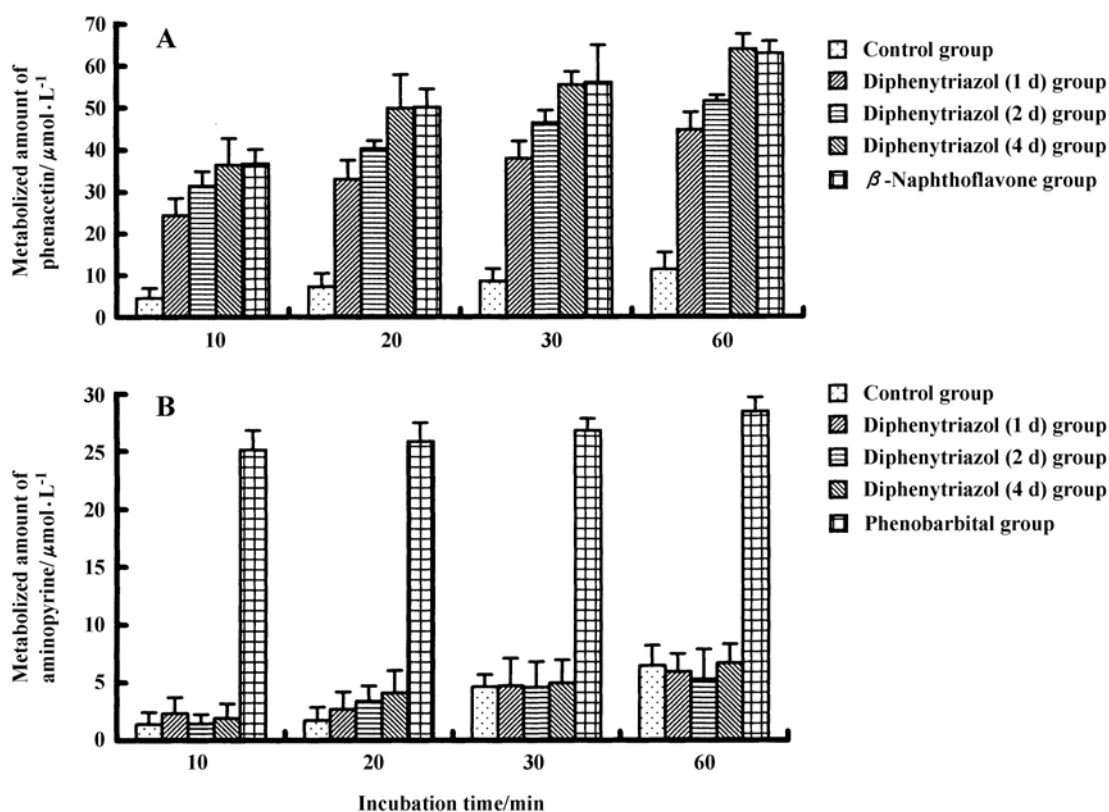 A
Metabolized amount of
phenacetin/ μmol·L⁻¹
70
60
50
40
30
20
10
0
10 20 30 60
Control group
Diphenytriazol (1 d) group
Diphenytriazol (2 d) group
Diphenytriazol (4 d) group
β-Naphthoflavone group
B
Metabolized amount of
aminopyrine/ μmol·L⁻¹
30
25
20
15
10
5
0
10 20 30 60
Incubation time/min
Control group
Diphenytriazol (1 d) group
Diphenytriazol (2 d) group
Diphenytriazol (4 d) group
Phenobarbital group